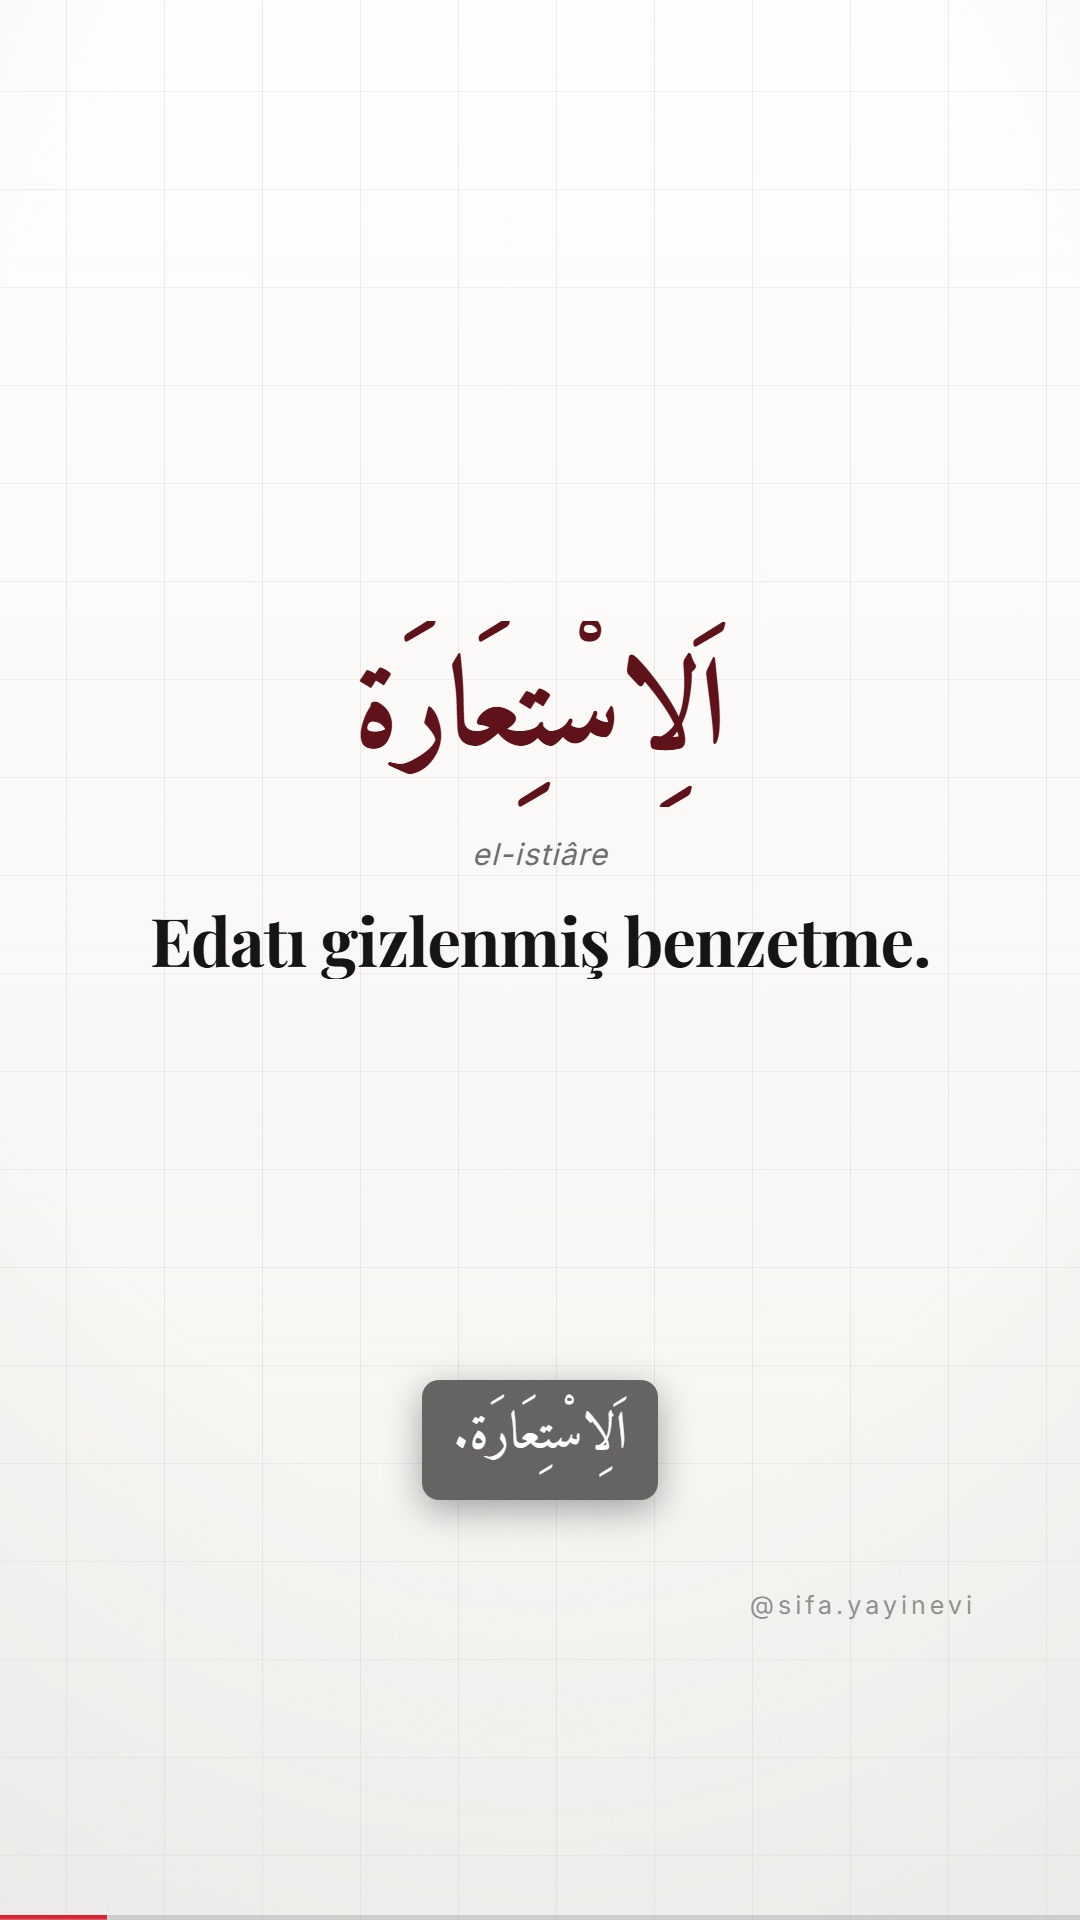 اَلِاسْتِعَارَة
el-istiâre
Edatı gizlenmiş benzetme.
اَلِاسْتِعَارَة.
@sifa.yayinevi